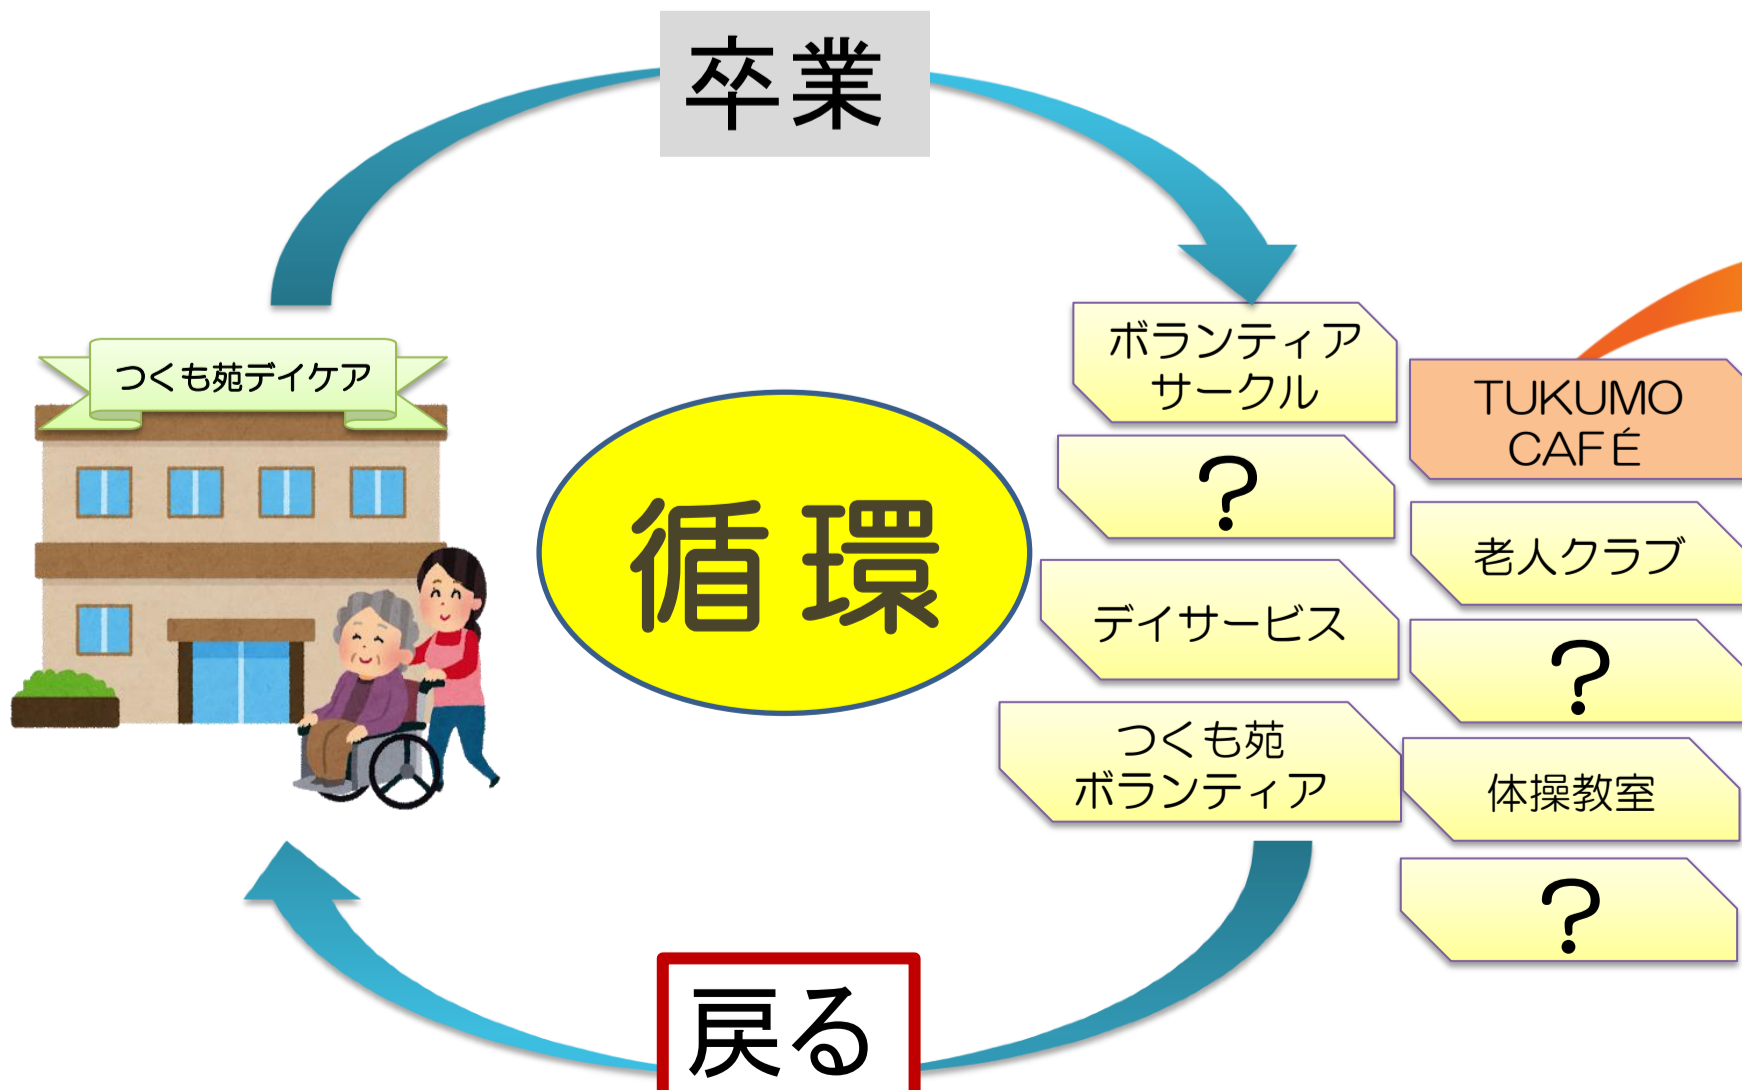 卒業
つくも苑デイケア
循環
ボランティア
サークル
TUKUMO
CAFÉ
?
老人クラブ
デイサービス
?
つくも苑
ボランティア
体操教室
?
戻る